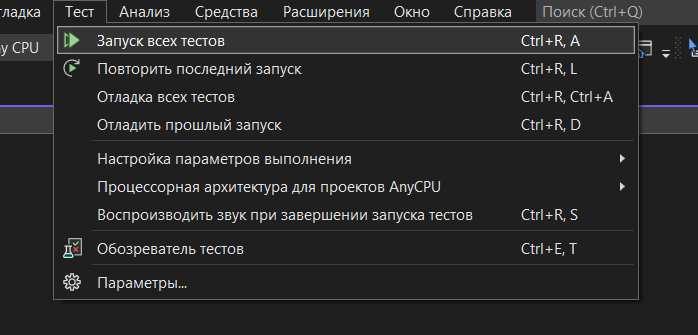 гладка Тест Анализ Средства Расширения Окно Справка Поиск (Ctrl+Q)
y CPU
Запуск всех тестов Ctrl+R, A
Повторить последний запуск Ctrl+R, L
Отладка всех тестов Ctrl+R, Ctrl+A
Отладить прошлый запуск Ctrl+R, D
Настройка параметров выполнения
Процессорная архитектура для проектов AnyCPU
Воспроизводить звук при завершении запуска тестов Ctrl+R, S
Обозреватель тестов Ctrl+E, T
Параметры...